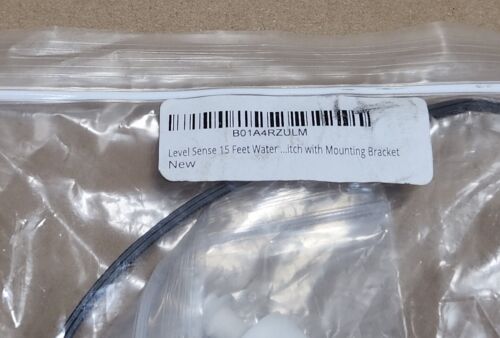 B01A4RZULM
Level Sense 15 Feet Water ...itch with Mounting Bracket
New